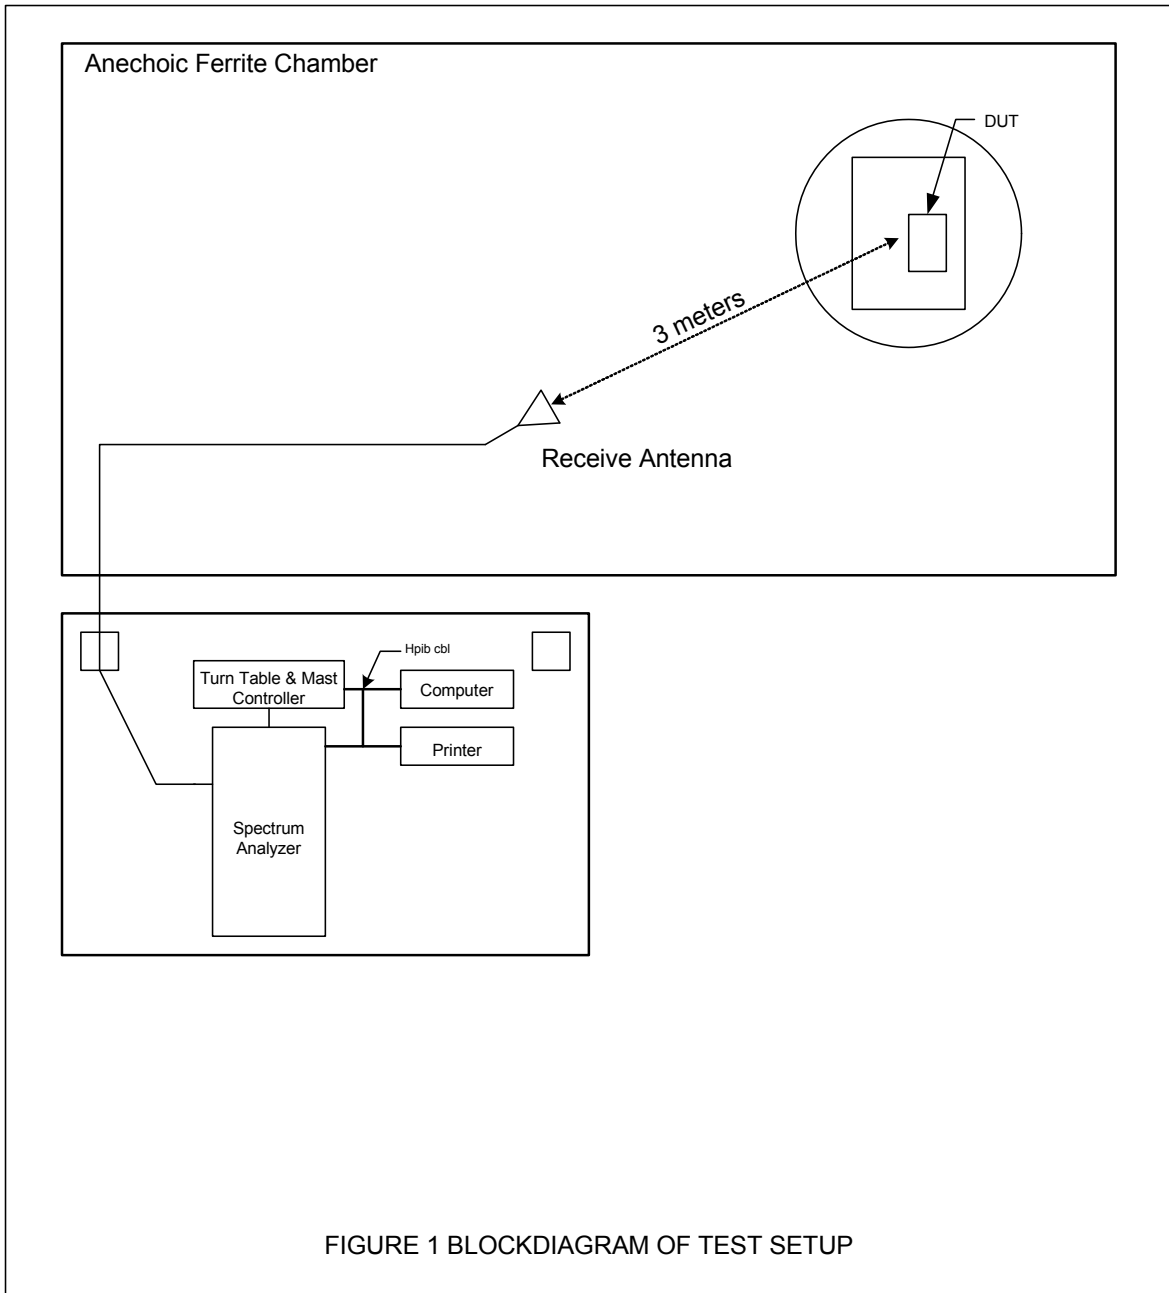 Anechoic Ferrite Chamber
DUT
3 meters
Receive Antenna
Hpib cbl
Turn Table & Mast
Controller
Computer
Printer
Spectrum
Analyzer
FIGURE 1 BLOCKDIAGRAM OF TEST SETUP